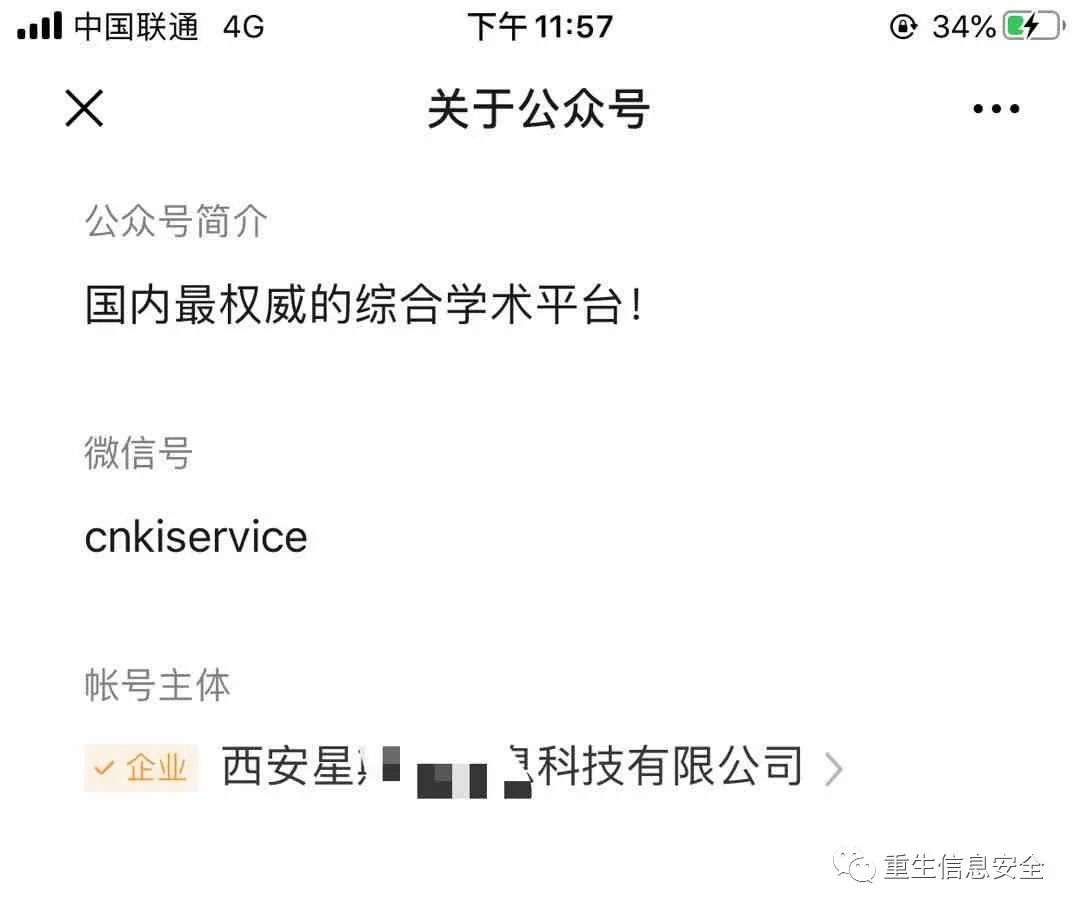 中国联通 4G 下午11:57 34%
关于公众号
公众号简介
国内最权威的综合学术平台!
微信号
cnkiservice
帐号主体
企业 西安星 科技有限公司
重生信息安全